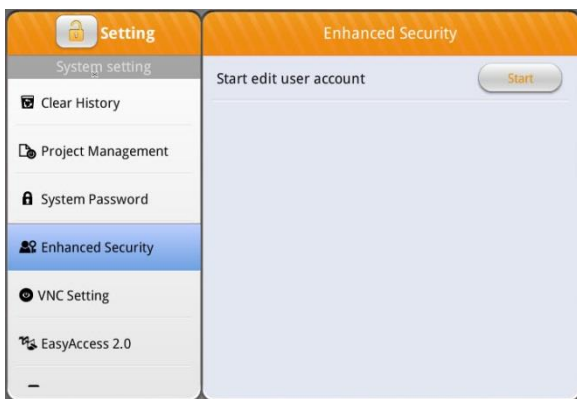 Setting
System setting
Clear History
Project Management
System Password
Enhanced Security
VNC Setting
EasyAccess 2.0
Enhanced Security
Start edit user account
Start